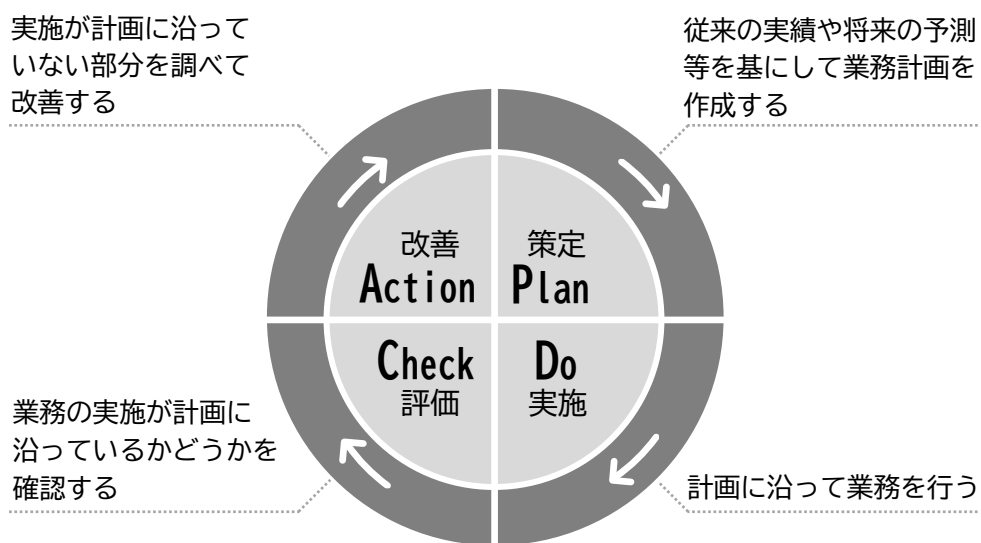 実施が計画に沿って
いない部分を調べて
改善する
従来の実績や将来の予測
等を基にして業務計画を
作成する
改善
Action
策定
Plan
Check
評価
Do
実施
業務の実施が計画に
沿っているかどうかを
確認する
計画に沿って業務を行う